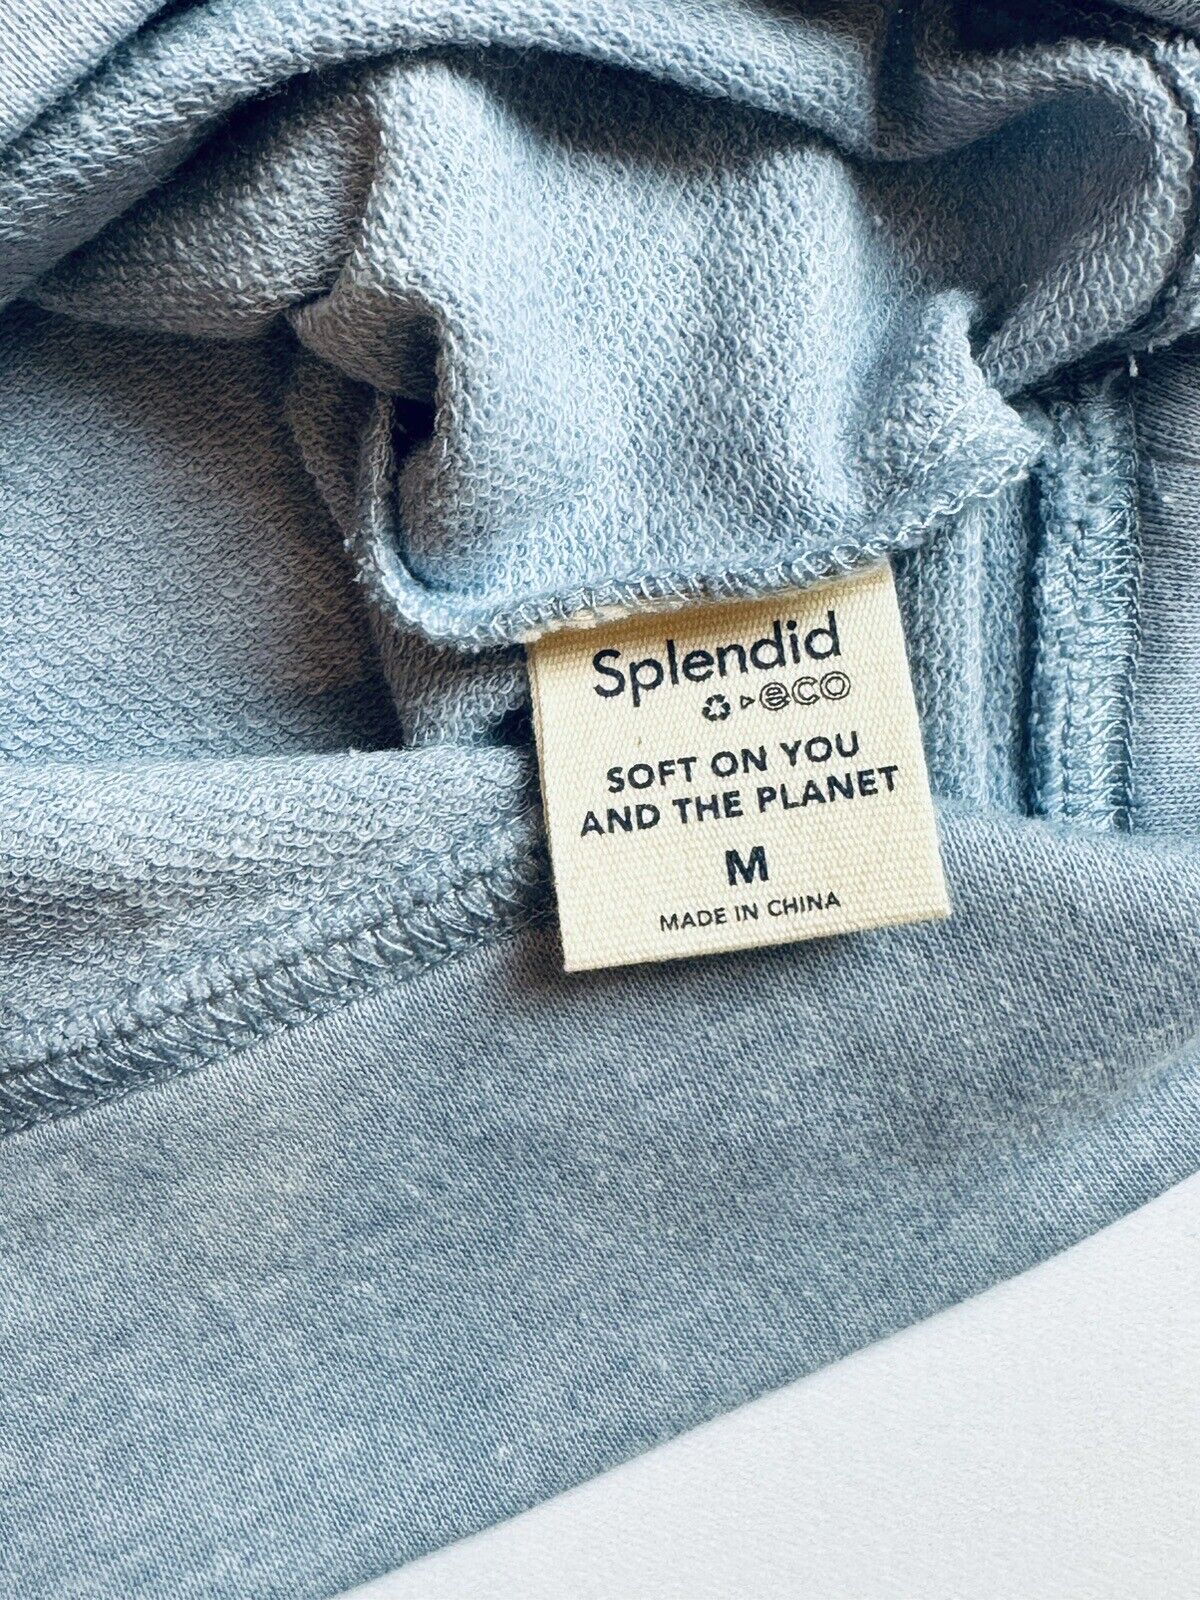 Splendid
eco
SOFT ON YOU
AND THE PLANET
M
MADE IN CHINA